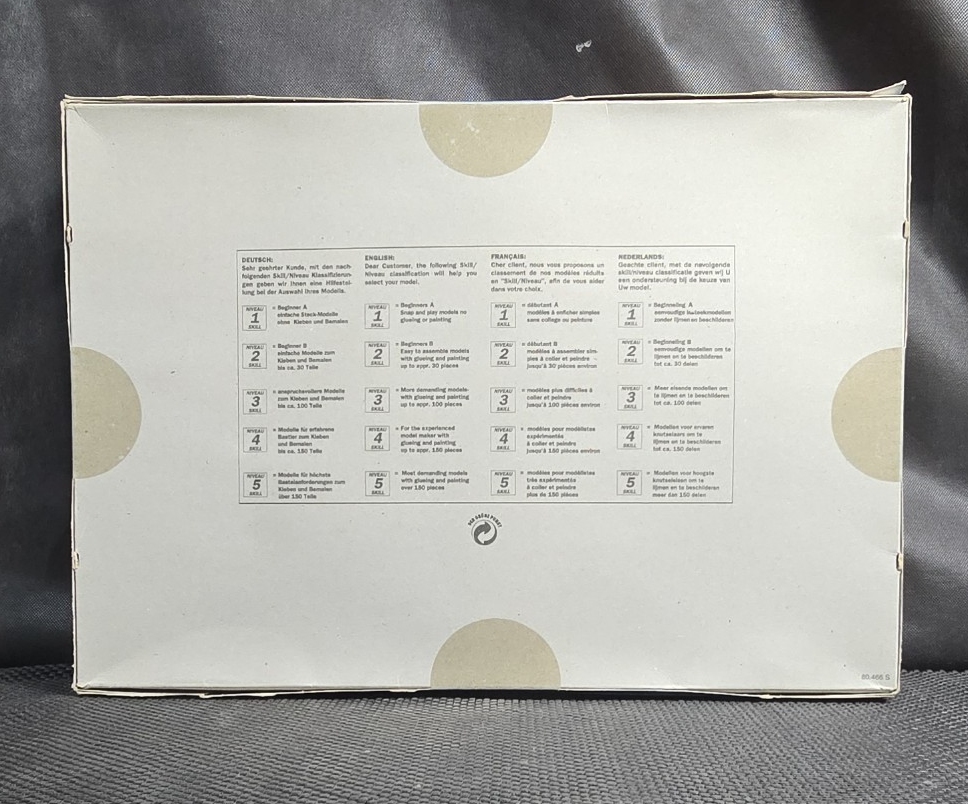 DEUTSCH:
Sehr geehrter Kunde, mit den nach-
folgenden Skill/Niveau Klassifizierun-
gen geben wir Ihnen eine Hilfestel-
lung bei der Auswahl Ihres Modells.
NIVEAU
1
SKILL
= Beginner A
einfache Steck-Modelle
ohne Kleben und Bemalen
NIVEAU
2
SKILL
= Beginner B
einfache Modelle zum
Kleben und Bemalen
bis ca. 30 Teile
NIVEAU
3
SKILL
= anspruchsvollere Modelle
zum Kleben und Bemalen
bis ca. 100 Teile
NIVEAU
4
SKILL
= Modelle für erfahrene
Bastler zum Kleben
und Bemalen
bis ca. 150 Teile
NIVEAU
5
SKILL
= Modelle für höchste
Bastelanforderungen zum
Kleben und Bemalen
über 150 Teile
ENGLISH:
Dear Customer, the following Skill/
Niveau classification will help you
select your model.
NIVEAU
1
SKILL
= Beginners A
Snap and play models no
glueing or painting
NIVEAU
2
SKILL
= Beginners B
Easy to assemble models
with glueing and painting
up to appr. 30 pieces
NIVEAU
3
SKILL
= More demanding models
with glueing and painting
up to appr. 100 pieces
NIVEAU
4
SKILL
= For the experienced
model maker with
glueing and painting
up to appr. 150 pieces
NIVEAU
5
SKILL
= Most demanding models
with glueing and painting
over 150 pieces
FRANÇAIS:
Cher client, nous vous proposons un
classement de nos modèles réduits
en "Skill/Niveau", afin de vous aider
dans votre choix.
NIVEAU
1
SKILL
= débutant A
modèles à enficher simples
sans collage ou peinture
NIVEAU
2
SKILL
= débutant B
modèles à assembler sim-
ples à coller et peindre -
jusqu'à 30 pièces environ
NIVEAU
3
SKILL
= modèles plus difficiles à
coller et peindre
jusqu'à 100 pièces environ
NIVEAU
4
SKILL
= modèles pour modélistes
expérimentés
à coller et peindre
jusqu'à 150 pièces environ
NIVEAU
5
SKILL
= modèles pour modélistes
très expérimentés
à coller et peindre
plus de 150 pièces
NEDERLANDS:
Geachte client, met de navolgende
skill/niveau classificatie geven wij U
een ondersteuning bij de keuze van
Uw model.
NIVEAU
1
SKILL
= Beginneling A
eenvoudige
zonder lijmen en beschilderen
NIVEAU
2
SKILL
= Beginneling B
eenvoudige modellen om te
lijmen en te beschilderen
tot ca. 30 delen
NIVEAU
3
SKILL
= Meer eisende modellen om
te lijmen en te beschilderen
tot ca. 100 delen
NIVEAU
4
SKILL
= Modellen voor ervaren
knutselaars om te
lijmen en te beschilderen
tot ca. 150 delen
NIVEAU
5
SKILL
= Modellen voor hoogste
knutseleisen om te
lijmen en te beschilderen
meer dan 150 delen
DER GRÜNE PUNKT
80.466 S